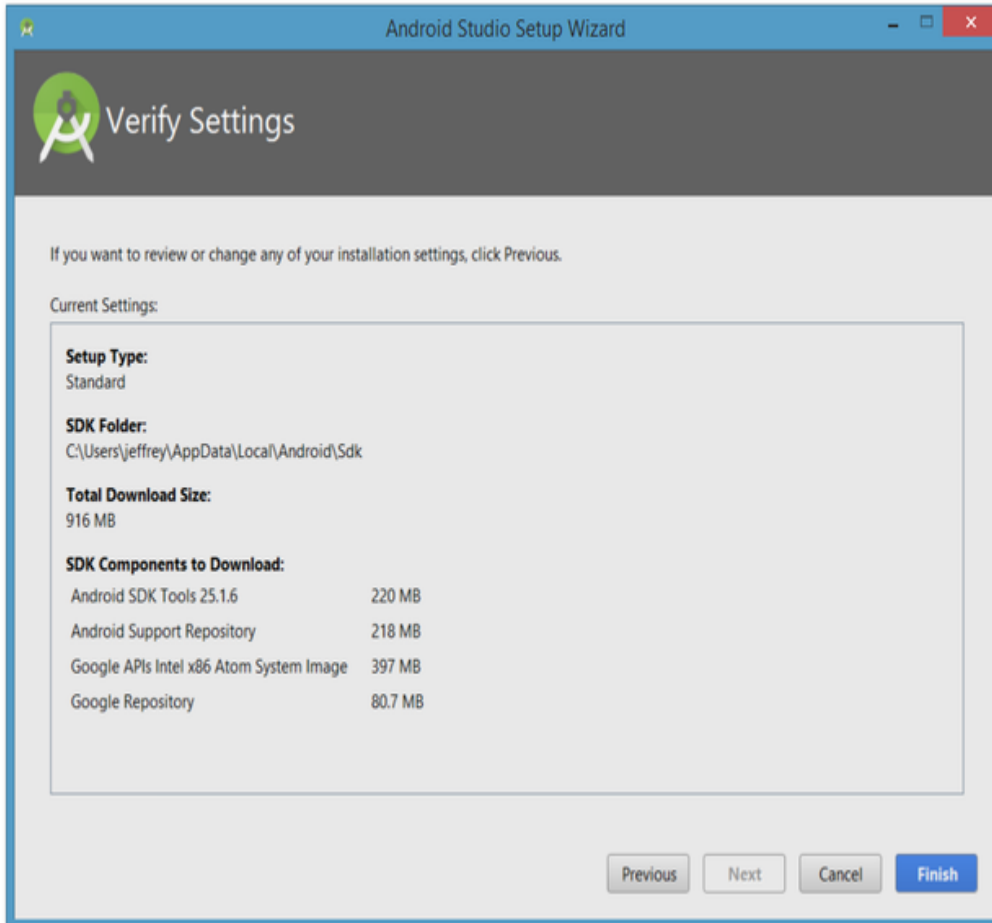 Android Studio Setup Wizard
Verify Settings
If you want to review or change any of your installation settings, click Previous.
Current Settings:
Setup Type:
Standard
SDK Folder:
C:\Users\jeffrey\AppData\Local\Android\Sdk
Total Download Size:
916 MB
SDK Components to Download:
Android SDK Tools 25.1.6 220 MB
Android Support Repository 218 MB
Google APIs Intel x86 Atom System Image 397 MB
Google Repository 80.7 MB
Previous Next Cancel Finish